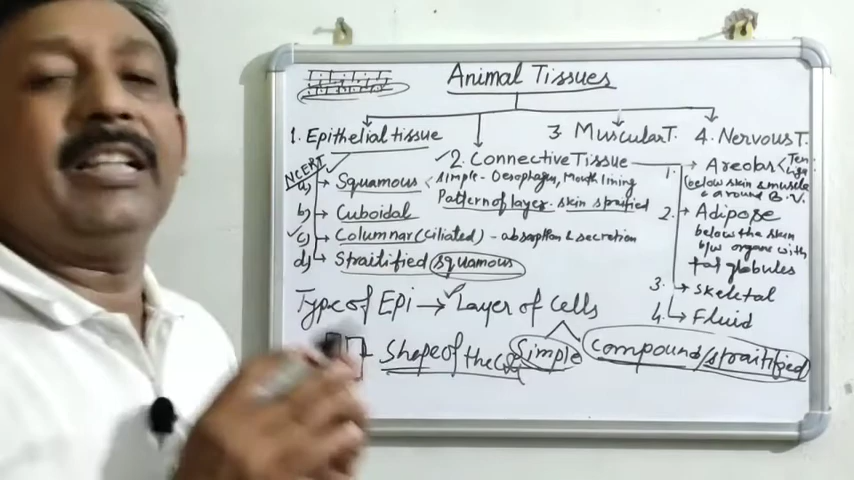 Animal Tissues
1. Epithelial tissue
3 Muscular T. 4. Nervous T.
2. Connective Tissue
NCERT
a) Squamous < simple - Oesophagus, Mouth lining
Pattern of layer - skin
b) Cuboidal
c) Columnar (Ciliated) - absorption & secretion
d) Straitified squamous
1. Areolar
below skin & muscle
& around B.V.
2. Adipose
below the skin
b/w organs with
fat globules
3. Skeletal
4. Fluid
Type of Epi → Layer of cells
Simple compound/straitified
Shape of the